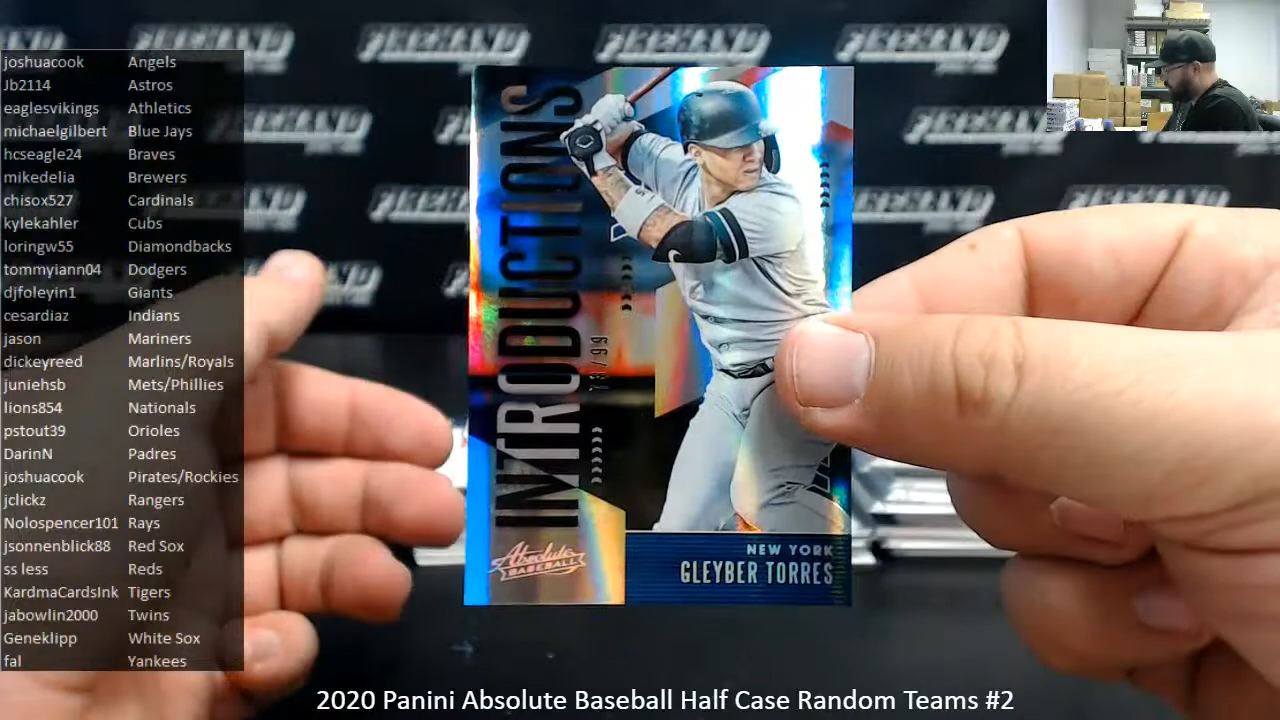 joshuacook Angels
Jb2114 Astros
eaglesvikings Athletics
michaelgilbert Blue Jays
hcseagle24 Braves
mikedelia Brewers
chisox527 Cardinals
kylekahler Cubs
loringw55 Diamondbacks
tommyiann04 Dodgers
djfoleyin1 Giants
cesardiaz Indians
jason Mariners
dickeyreed Marlins/Royals
juniehsb Mets/Phillies
lions854 Nationals
pstout39 Orioles
DarinN Padres
joshuacook Pirates/Rockies
jclickz Rangers
Nolospencer101 Rays
jsonnenblick88 Red Sox
ss less Reds
KardmaCardsInk Tigers
jabowlin2000 Twins
Geneklipp White Sox
fal Yankees
INTRODUCTIONS
Absolute
BASEBALL
NEW YORK
GLEYBER TORRES
2020 Panini Absolute Baseball Half Case Random Teams #2